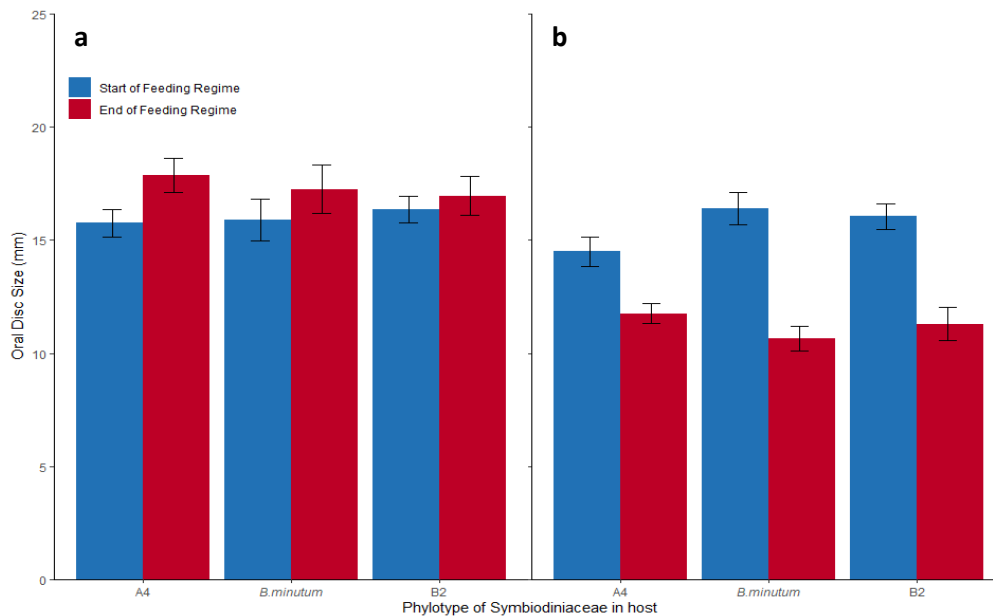 a
b
Start of Feeding Regime
End of Feeding Regime
Oral Disc Size (mm)
25
20
15
10
5
0
A4
B.minutum
B2
A4
B.minutum
B2
Phylotype of Symbiodiniaceae in host